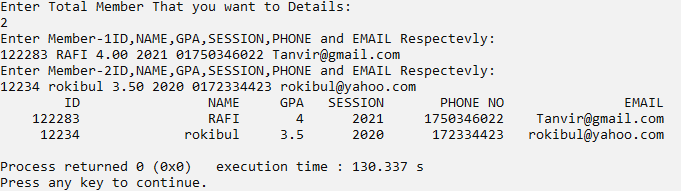 Enter Total Member That you want to Details:
2
Enter Member-1ID,NAME,GPA,SESSION,PHONE and EMAIL Respectevly:
122283 RAFI 4.00 2021 01750346022 Tanvir@gmail.com
Enter Member-2ID,NAME,GPA,SESSION,PHONE and EMAIL Respectevly:
12234 rokibul 3.50 2020 0172334423 rokibul@yahoo.com
ID NAME GPA SESSION PHONE NO EMAIL
122283 RAFI 4 2021 1750346022 Tanvir@gmail.com
12234 rokibul 3.5 2020 172334423 rokibul@yahoo.com
Process returned 0 (0x0) execution time : 130.337 s
Press any key to continue.